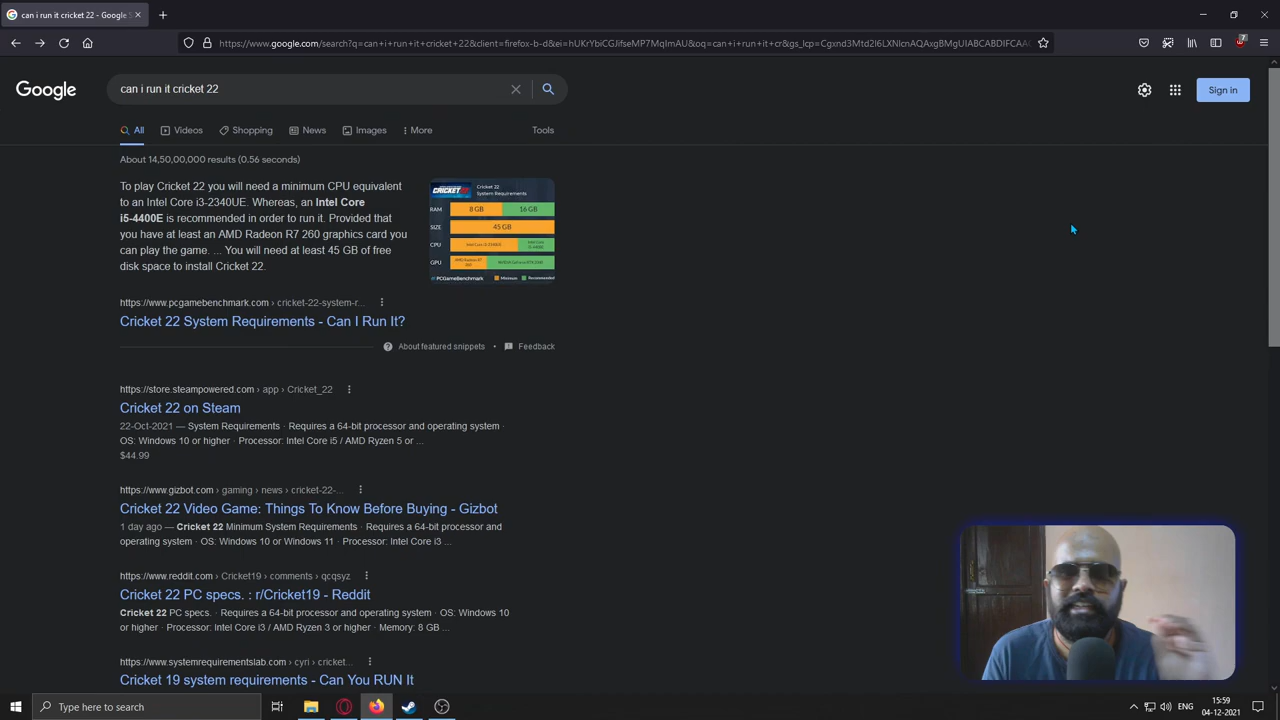 can i run it cricket 22 - Google S
https://www.google.com/search?q=can+i+run+it+cricket+22&client=firefox-b-d&ei=hUKrYbiCGJifseMP7MqImAU&oq=can+i+run+it+cr&gs_lcp=Cgxnd3Mtd2l6LXNlcnAQAxgBMgUIABCABDIFCAAQ
7
Google
can i run it cricket 22
Sign in
All Videos Shopping News Images More Tools
About 14,50,00,000 results (0.56 seconds)
To play Cricket 22 you will need a minimum CPU equivalent
to an Intel Core i3-2340UE. Whereas, an Intel Core
i5-4400E is recommended in order to run it. Provided that
you have at least an AMD Radeon R7 260 graphics card you
can play the game. ... You will need at least 45 GB of free
disk space to install Cricket 22.
CRICKET 22
Cricket 22
System Requirements
RAM 8 GB 16 GB
SIZE 45 GB
CPU
GPU
PCGameBenchmark Minimum Recommended
https://www.pcgamebenchmark.com › cricket-22-system-r...
Cricket 22 System Requirements - Can I Run It?
About featured snippets • Feedback
https://store.steampowered.com › app › Cricket_22
Cricket 22 on Steam
22-Oct-2021 — System Requirements · Requires a 64-bit processor and operating system ·
OS: Windows 10 or higher · Processor: Intel Core i5 / AMD Ryzen 5 or ...
$44.99
https://www.gizbot.com › gaming › news › cricket-22-...
Cricket 22 Video Game: Things To Know Before Buying - Gizbot
1 day ago — Cricket 22 Minimum System Requirements · Requires a 64-bit processor and
operating system · OS: Windows 10 or Windows 11 · Processor: Intel Core i3 ...
https://www.reddit.com › Cricket19 › comments › qcqsyz
Cricket 22 PC specs. : r/Cricket19 - Reddit
Cricket 22 PC specs. · Requires a 64-bit processor and operating system · OS: Windows 10
or higher · Processor: Intel Core i3 / AMD Ryzen 3 or higher · Memory: 8 GB ...
https://www.systemrequirementslab.com › cyri › cricket...
Cricket 19 system requirements - Can You RUN It
Type here to search
ENG
15:59
04-12-2021